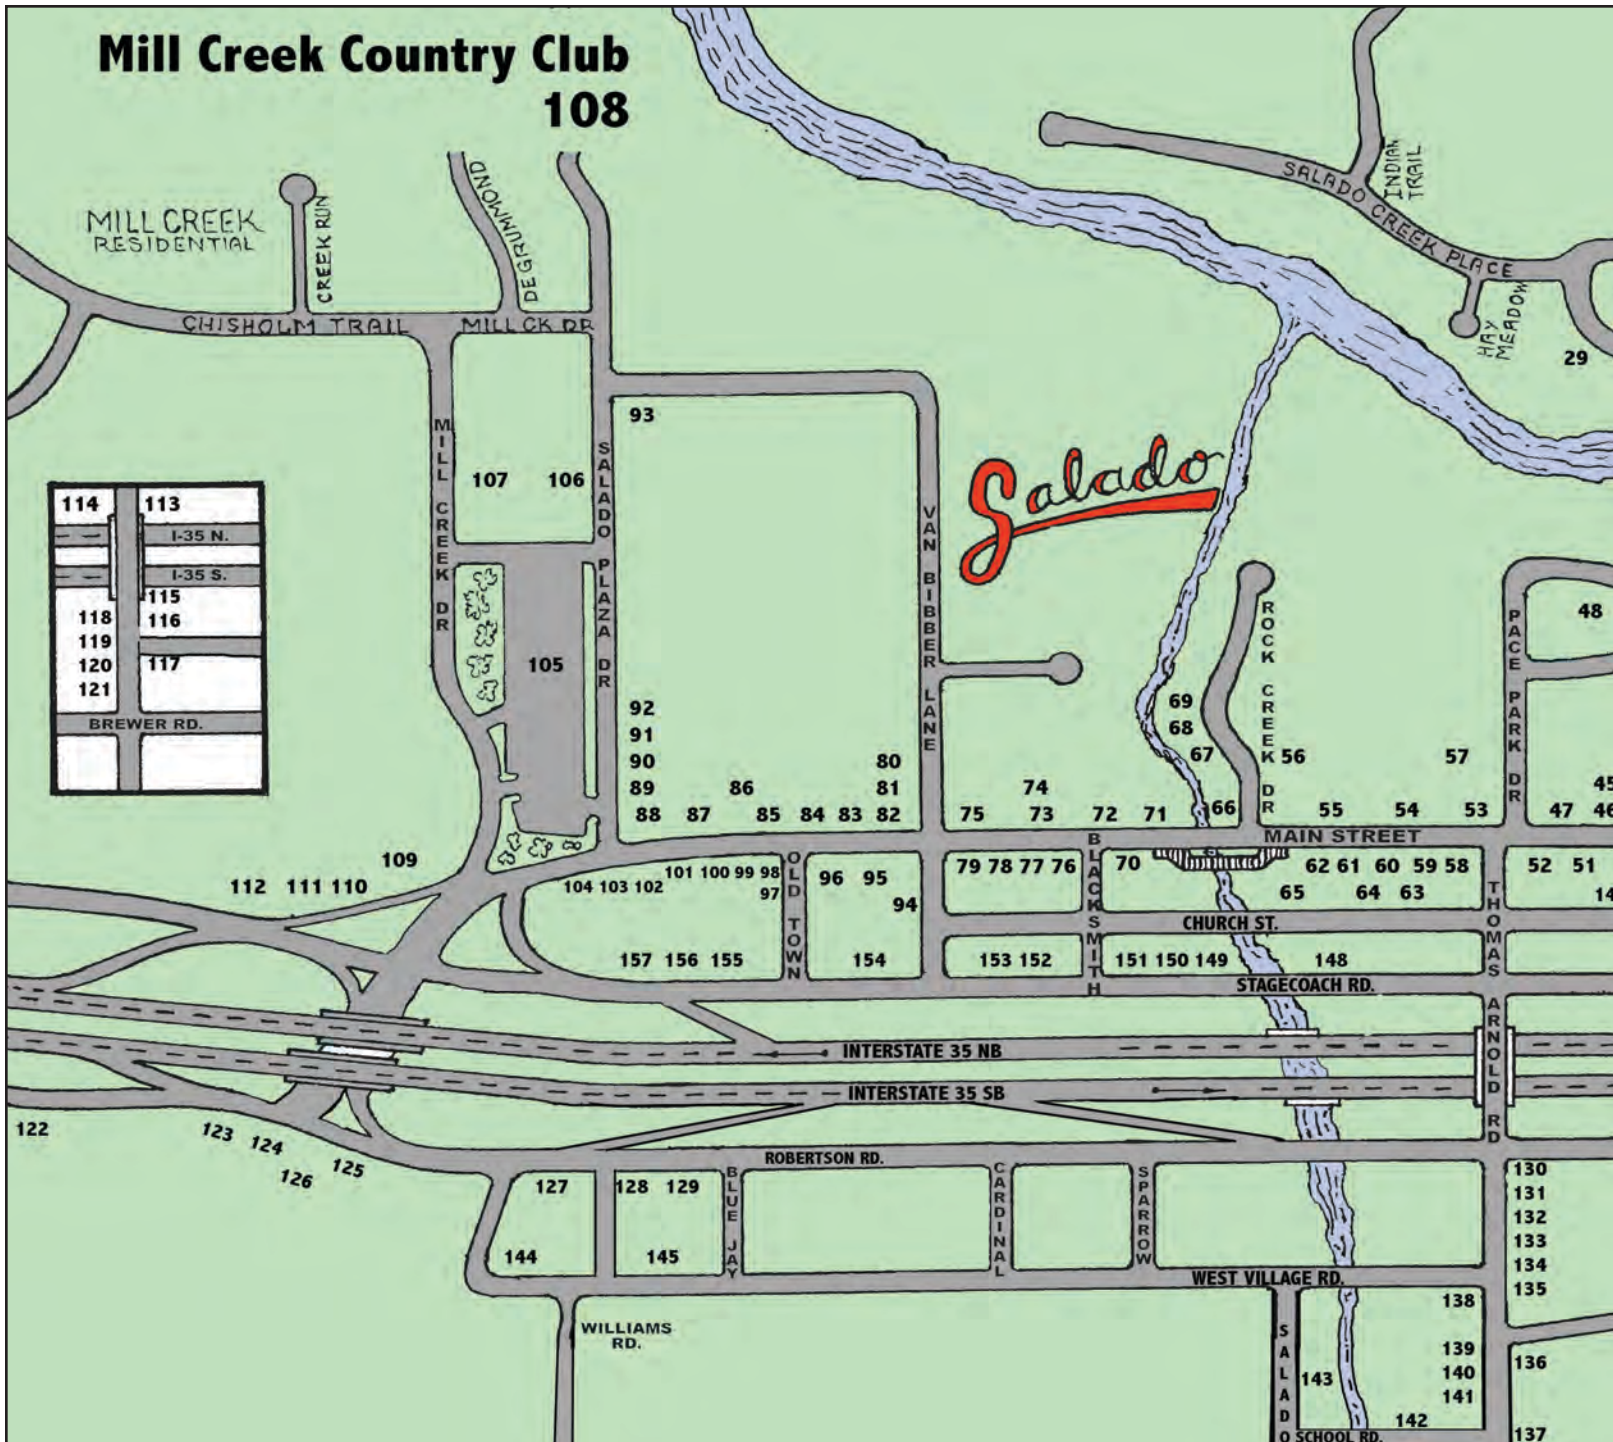 Mill Creek Country Club
108
INDIAN
TRAIL
SALADO CREEK PLACE
HAY
MEADOW
29
MILL CREEK
RESIDENTIAL
CREEK RUN
DEGRUMMOND
CHISHOLM TRAIL
MILL CK DR
93
MILL CREEK DR
107
106
SALADO PLAZA DR
VAN BIBBER LANE
Salado
114
113
I-35 N.
I-35 S.
115
118
116
119
120
117
121
BREWER RD.
105
ROCK CREEK DR
PACE PARK DR
48
69
68
67
56
57
92
91
90
89
86
80
81
74
45
88
87
85
84
83
82
75
73
72
71
66
55
54
53
47
46
MAIN STREET
109
112
111
110
104
103
102
101
100
99
98
97
OLD TOWN
96
95
94
79
78
77
76
BLACKSMITH
70
62
61
60
59
58
65
64
63
THOMAS ARNOLD RD
52
51
14
CHURCH ST.
157
156
155
154
153
152
151
150
149
148
STAGECOACH RD.
INTERSTATE 35 NB
INTERSTATE 35 SB
122
123
124
125
126
ROBERTSON RD.
127
128
129
BLUE JAY
CARDINAL
SPARROW
130
131
132
133
134
135
144
145
WEST VILLAGE RD.
WILLIAMS
RD.
SALADO
SCHOOL RD.
138
139
140
141
143
142
136
137